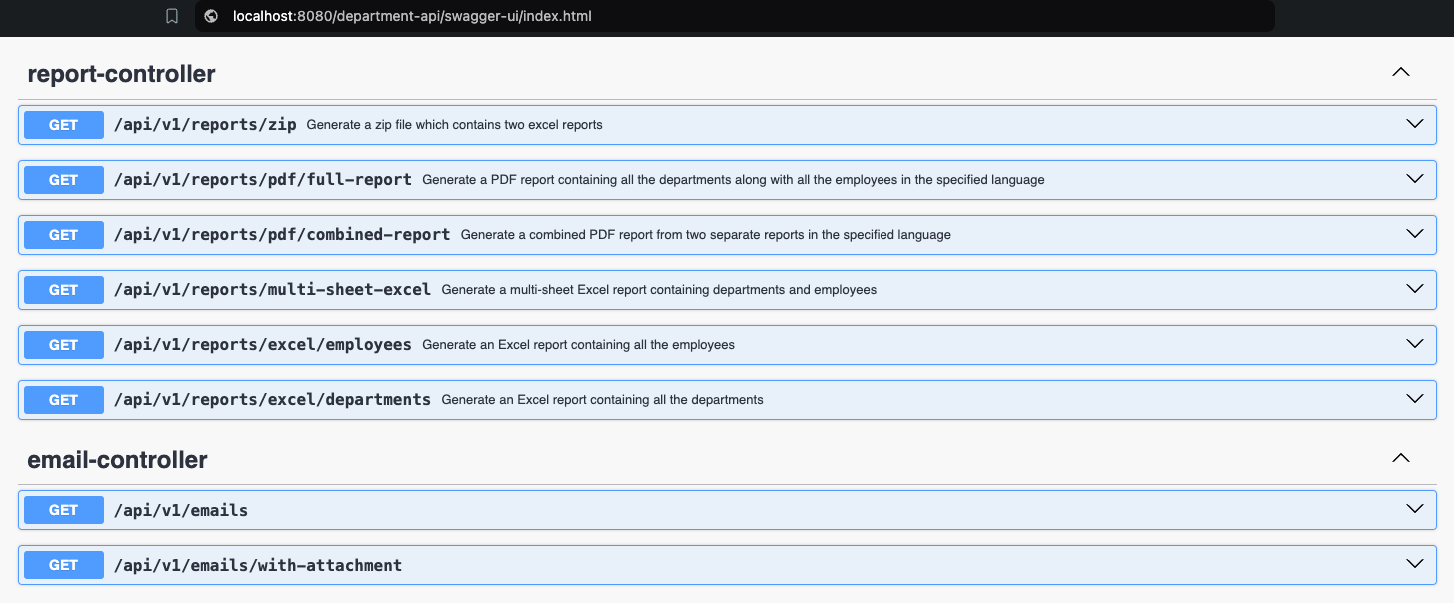 localhost:8080/department-api/swagger-ui/index.html
report-controller
GET /api/v1/reports/zip Generate a zip file which contains two excel reports
GET /api/v1/reports/pdf/full-report Generate a PDF report containing all the departments along with all the employees in the specified language
GET /api/v1/reports/pdf/combined-report Generate a combined PDF report from two separate reports in the specified language
GET /api/v1/reports/multi-sheet-excel Generate a multi-sheet Excel report containing departments and employees
GET /api/v1/reports/excel/employees Generate an Excel report containing all the employees
GET /api/v1/reports/excel/departments Generate an Excel report containing all the departments
email-controller
GET /api/v1/emails
GET /api/v1/emails/with-attachment